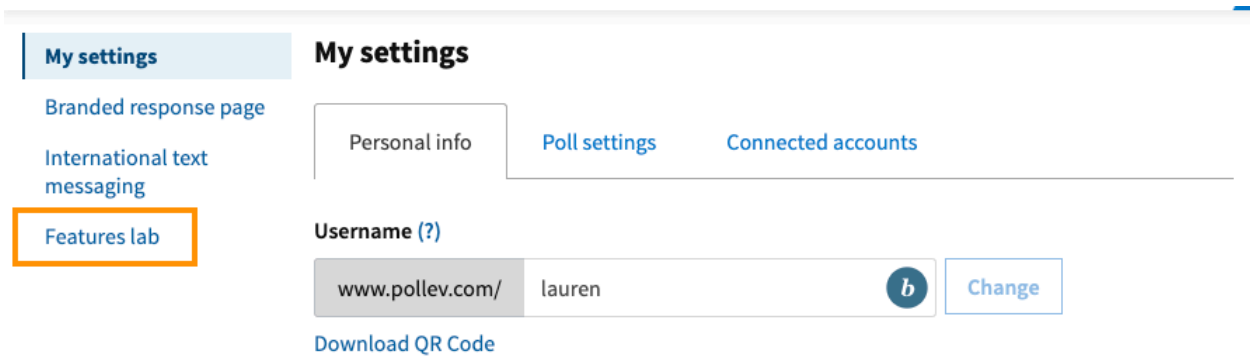 My settings
Branded response page
International text
messaging
Features lab
My settings
Personal info Poll settings Connected accounts
Username (?)
www.pollev.com/ lauren b Change
Download QR Code